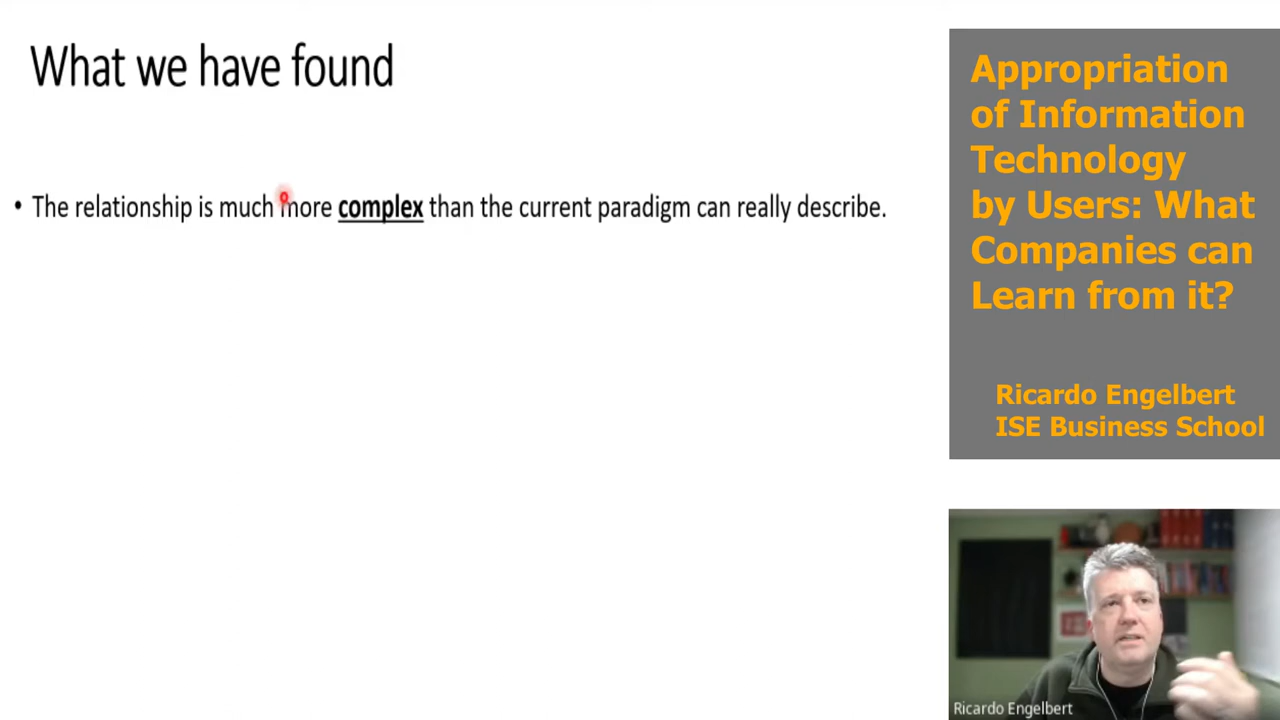 What we have found
• The relationship is much more complex than the current paradigm can really describe.
Appropriation
of Information
Technology
by Users: What
Companies can
Learn from it?
Ricardo Engelbert
ISE Business School
Ricardo Engelbert